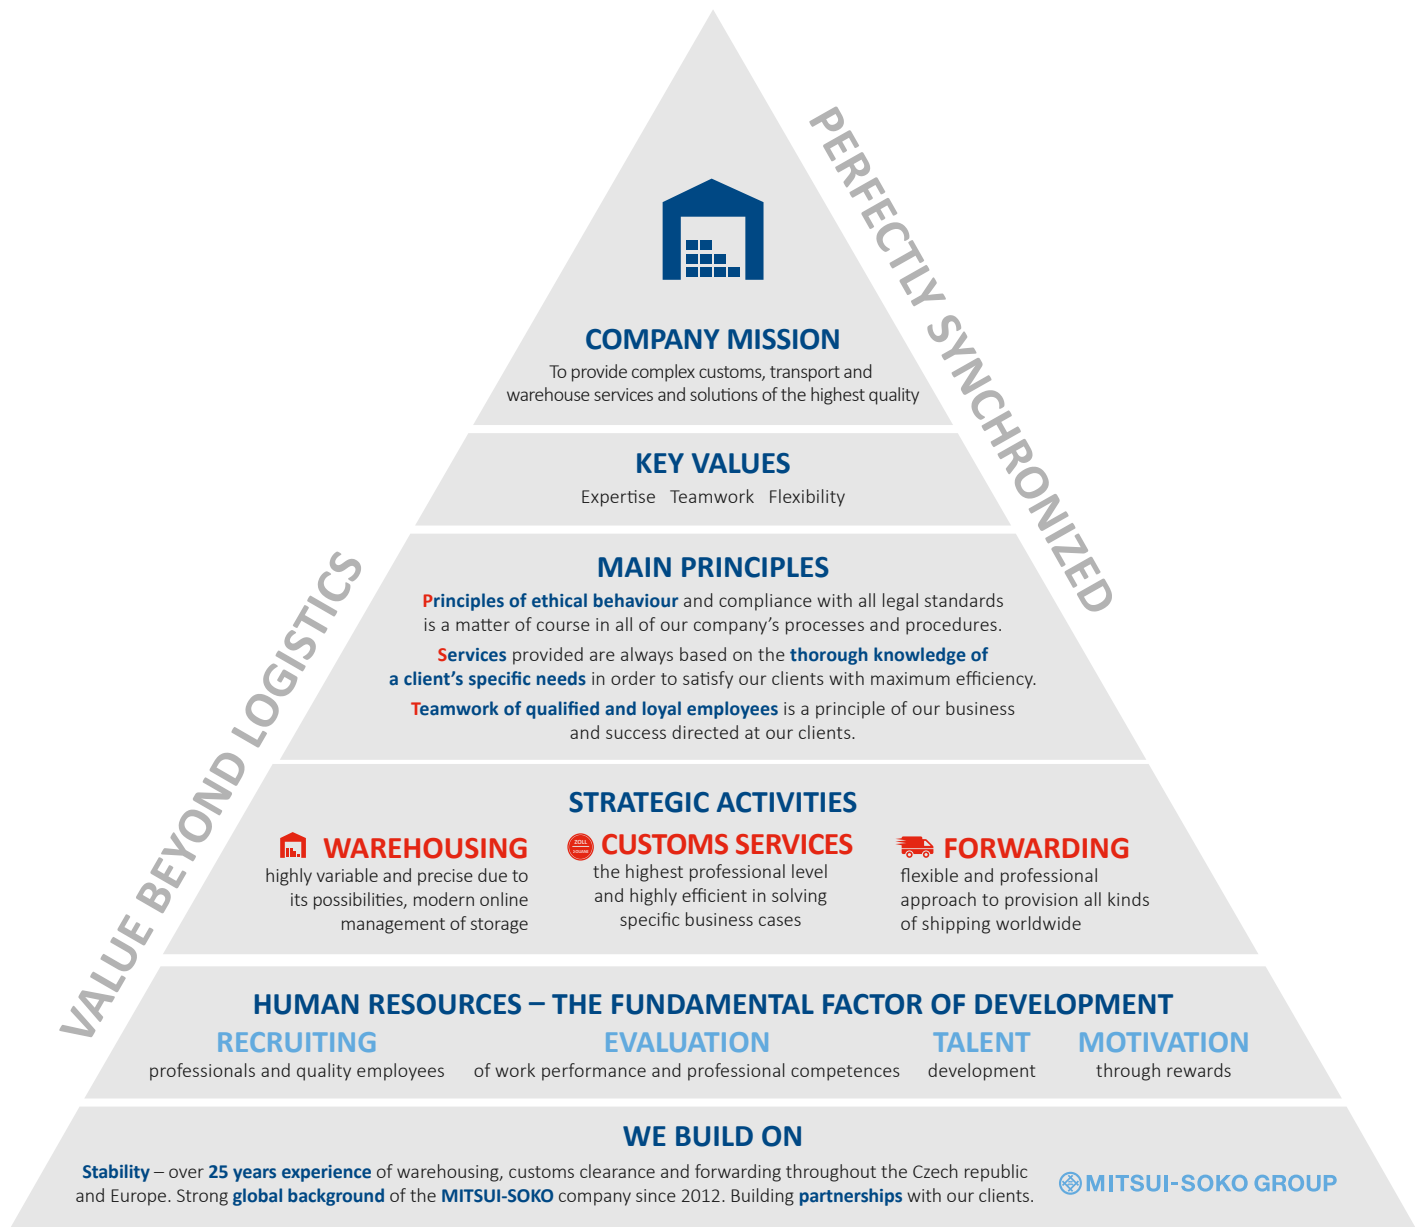 PERFECTLY SYNCHRONIZED
VALUE BEYOND LOGISTICS
COMPANY MISSION
To provide complex customs, transport and
warehouse services and solutions of the highest quality
KEY VALUES
Expertise Teamwork Flexibility
MAIN PRINCIPLES
Principles of ethical behaviour and compliance with all legal standards
is a matter of course in all of our company's processes and procedures.
Services provided are always based on the thorough knowledge of
a client's specific needs in order to satisfy our clients with maximum efficiency.
Teamwork of qualified and loyal employees is a principle of our business
and success directed at our clients.
STRATEGIC ACTIVITIES
WAREHOUSING
highly variable and precise due to
its possibilities, modern online
management of storage
ZOLL
DOUANE
CUSTOMS SERVICES
the highest professional level
and highly efficient in solving
specific business cases
FORWARDING
flexible and professional
approach to provision all kinds
of shipping worldwide
HUMAN RESOURCES – THE FUNDAMENTAL FACTOR OF DEVELOPMENT
RECRUITING
professionals and quality employees
EVALUATION
of work performance and professional competences
TALENT
development
MOTIVATION
through rewards
WE BUILD ON
Stability – over 25 years experience of warehousing, customs clearance and forwarding throughout the Czech republic
and Europe. Strong global background of the MITSUI-SOKO company since 2012. Building partnerships with our clients.
MITSUI-SOKO GROUP